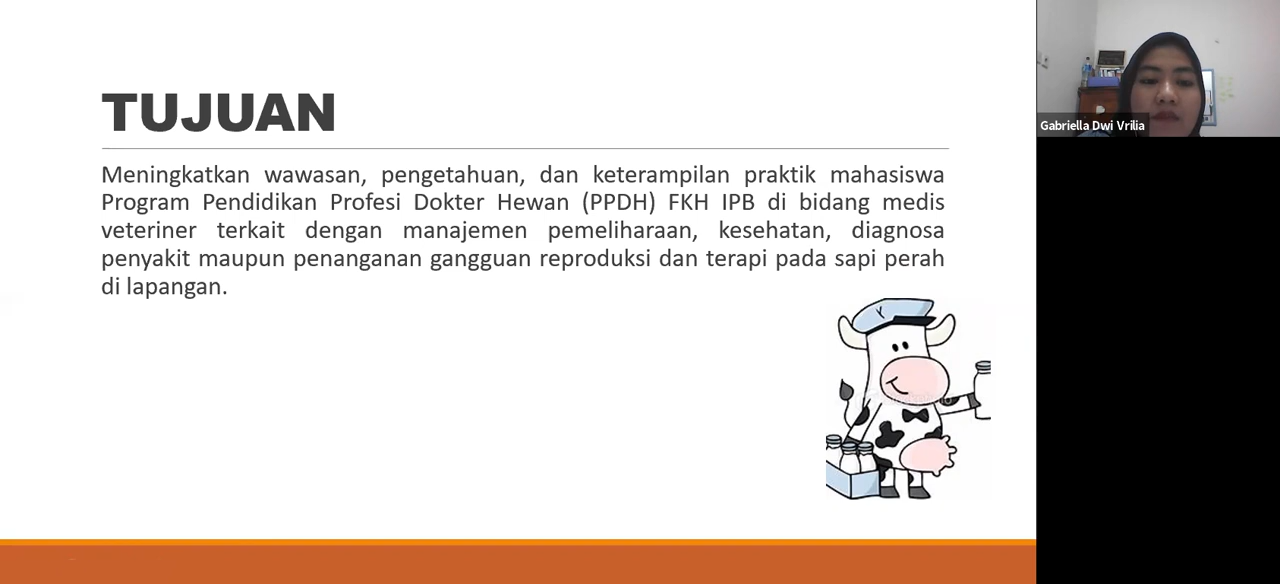 TUJUAN
Meningkatkan wawasan, pengetahuan, dan keterampilan praktik mahasiswa
Program Pendidikan Profesi Dokter Hewan (PPDH) FKH IPB di bidang medis
veteriner terkait dengan manajemen pemeliharaan, kesehatan, diagnosa
penyakit maupun penanganan gangguan reproduksi dan terapi pada sapi perah
di lapangan.
Gabriella Dwi Vrilia